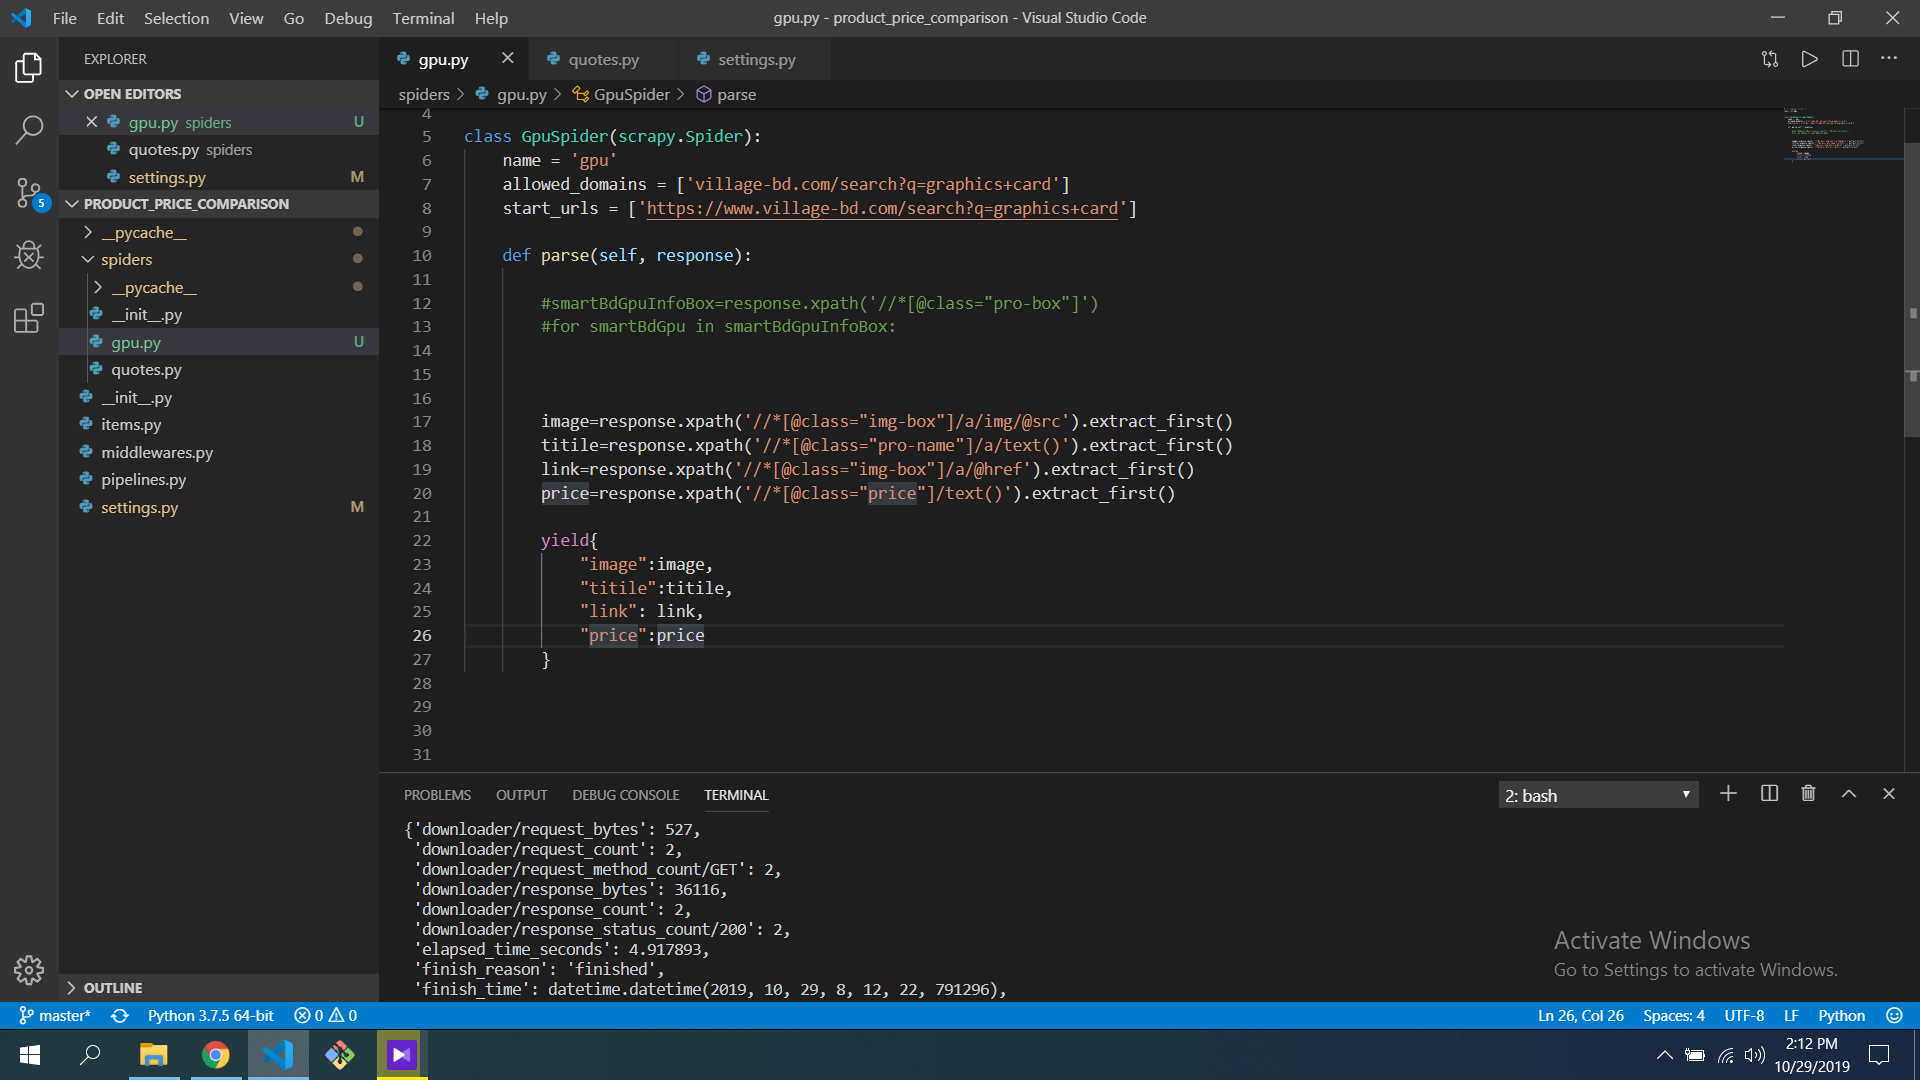 File Edit Selection View Go Debug Terminal Help
gpu.py - product_price_comparison - Visual Studio Code
EXPLORER
OPEN EDITORS
gpu.py spiders U
quotes.py spiders
settings.py M
PRODUCT_PRICE_COMPARISON
__pycache__
spiders
__pycache__
__init__.py
gpu.py U
quotes.py
__init__.py
items.py
middlewares.py
pipelines.py
settings.py M
OUTLINE
5
gpu.py
quotes.py
settings.py
spiders > gpu.py > GpuSpider > parse
4
5 class GpuSpider(scrapy.Spider):
6 name = 'gpu'
7 allowed_domains = ['village-bd.com/search?q=graphics+card']
8 start_urls = ['https://www.village-bd.com/search?q=graphics+card']
9
10 def parse(self, response):
11
12 #smartBdGpuInfoBox=response.xpath('//*[@class="pro-box"]')
13 #for smartBdGpu in smartBdGpuInfoBox:
14
15
16
17 image=response.xpath('//*[@class="img-box"]/a/img/@src').extract_first()
18 titile=response.xpath('//*[@class="pro-name"]/a/text()').extract_first()
19 link=response.xpath('//*[@class="img-box"]/a/@href').extract_first()
20 price=response.xpath('//*[@class="price"]/text()').extract_first()
21
22 yield{
23 "image":image,
24 "titile":titile,
25 "link": link,
26 "price":price
27 }
28
29
30
31
PROBLEMS OUTPUT DEBUG CONSOLE TERMINAL
2: bash
{'downloader/request_bytes': 527,
'downloader/request_count': 2,
'downloader/request_method_count/GET': 2,
'downloader/response_bytes': 36116,
'downloader/response_count': 2,
'downloader/response_status_count/200': 2,
'elapsed_time_seconds': 4.917893,
'finish_reason': 'finished',
'finish_time': datetime.datetime(2019, 10, 29, 8, 12, 22, 791296),
Activate Windows
Go to Settings to activate Windows.
master* Python 3.7.5 64-bit 0 0
Ln 26, Col 26 Spaces: 4 UTF-8 LF Python
2:12 PM
10/29/2019